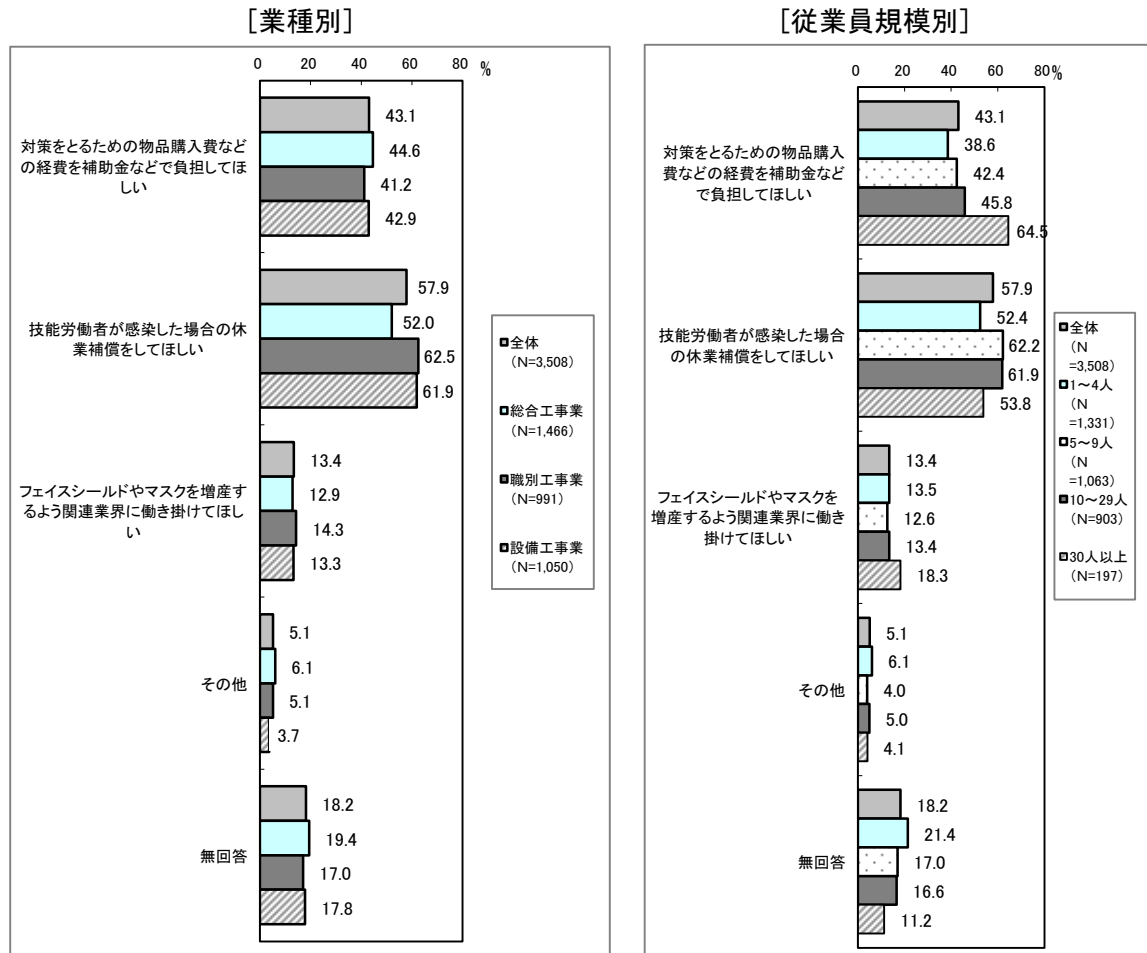 [業種別]
0 20 40 60 80 %
対策をとるための物品購入費など
の経費を補助金などで負担してほ
しい
43.1
44.6
41.2
42.9
技能労働者が感染した場合の休
業補償をしてほしい
57.9
52.0
62.5
61.9
フェイスシールドやマスクを増産す
るよう関連業界に働き掛けてほし
い
13.4
12.9
14.3
13.3
その他
5.1
6.1
5.1
3.7
無回答
18.2
19.4
17.0
17.8
全体
(N=3,508)
総合工事業
(N=1,466)
職別工事業
(N=991)
設備工事業
(N=1,050)
[従業員規模別]
0 20 40 60 80%
対策をとるための物品購入
費などの経費を補助金など
で負担してほしい
43.1
38.6
42.4
45.8
64.5
技能労働者が感染した場合
の休業補償をしてほしい
57.9
52.4
62.2
61.9
53.8
フェイスシールドやマスクを
増産するよう関連業界に働き
掛けてほしい
13.4
13.5
12.6
13.4
18.3
その他
5.1
6.1
4.0
5.0
4.1
無回答
18.2
21.4
17.0
16.6
11.2
全体
(N
=3,508)
1～4人
(N
=1,331)
5～9人
(N
=1,063)
10～29人
(N=903)
30人以上
(N=197)